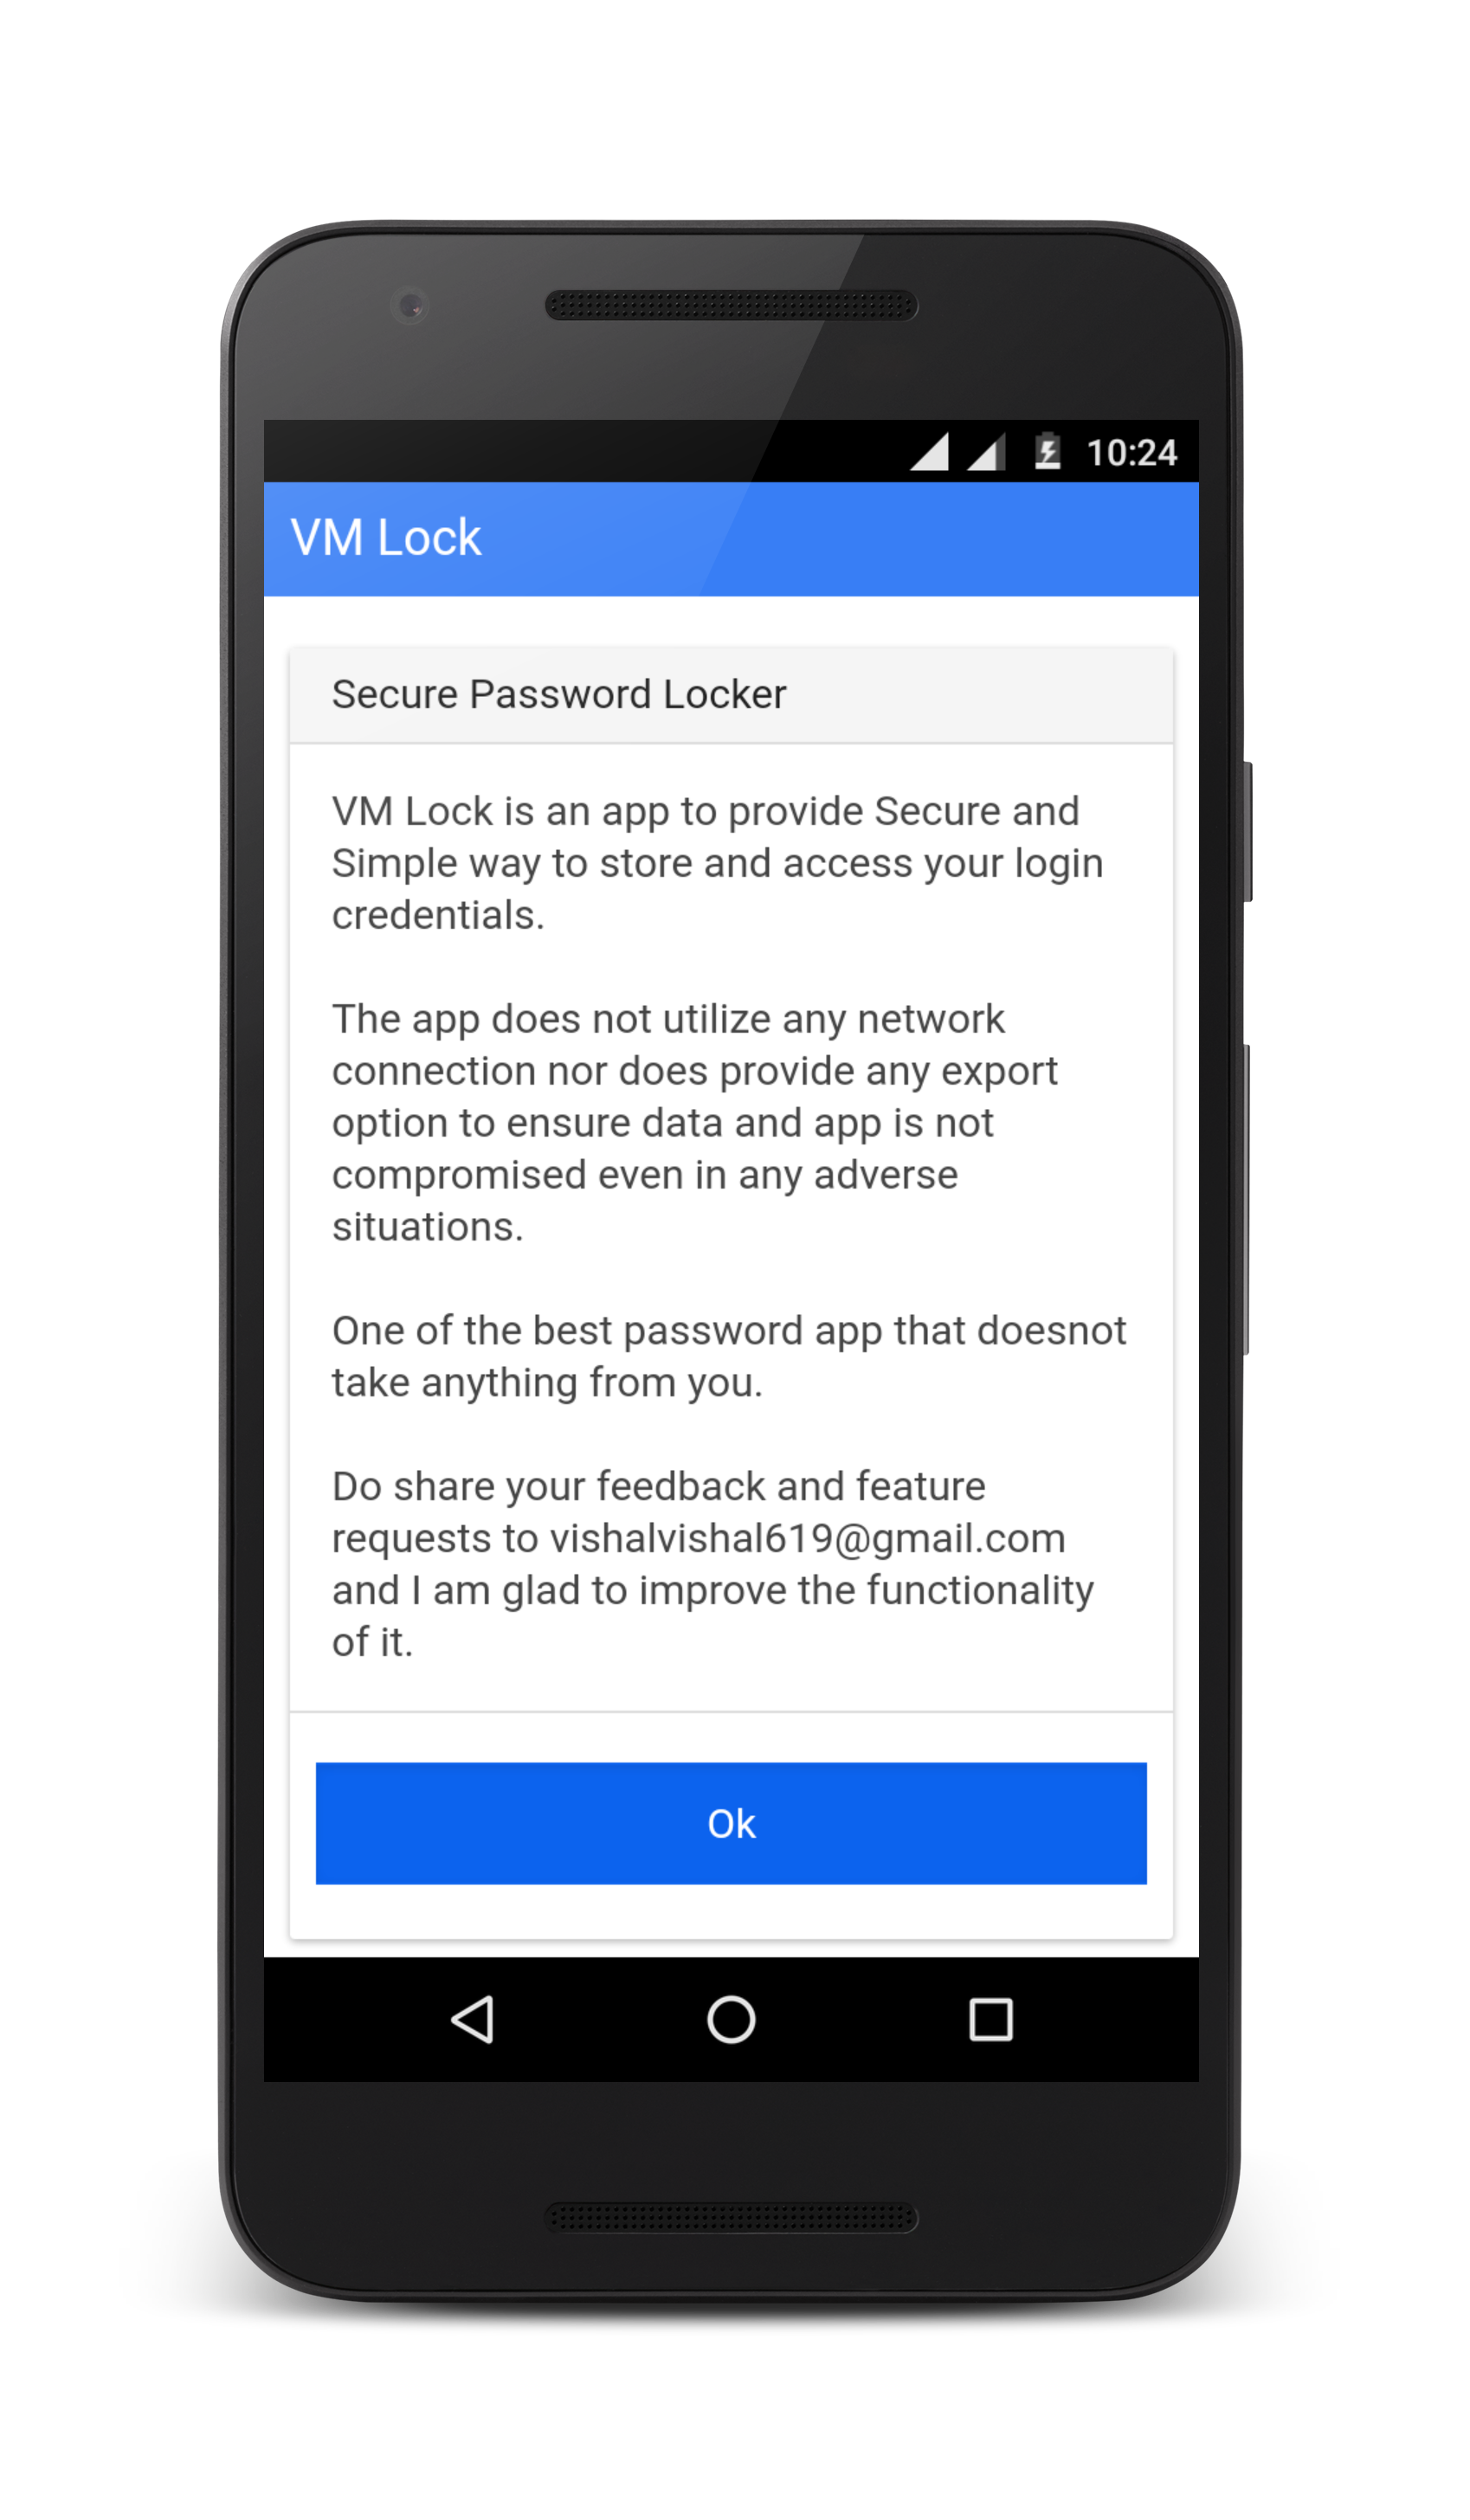 10:24
VM Lock
Secure Password Locker
VM Lock is an app to provide Secure and
Simple way to store and access your login
credentials.
The app does not utilize any network
connection nor does provide any export
option to ensure data and app is not
compromised even in any adverse
situations.
One of the best password app that doesnot
take anything from you.
Do share your feedback and feature
requests to vishalvishal619@gmail.com
and I am glad to improve the functionality
of it.
Ok